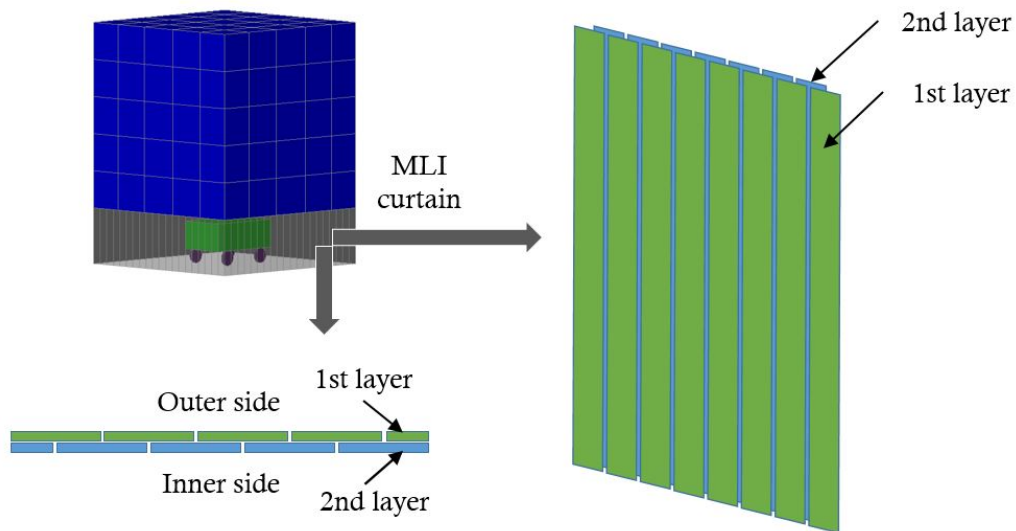 2nd layer
1st layer
MLI
curtain
1st layer
Outer side
Inner side
2nd layer